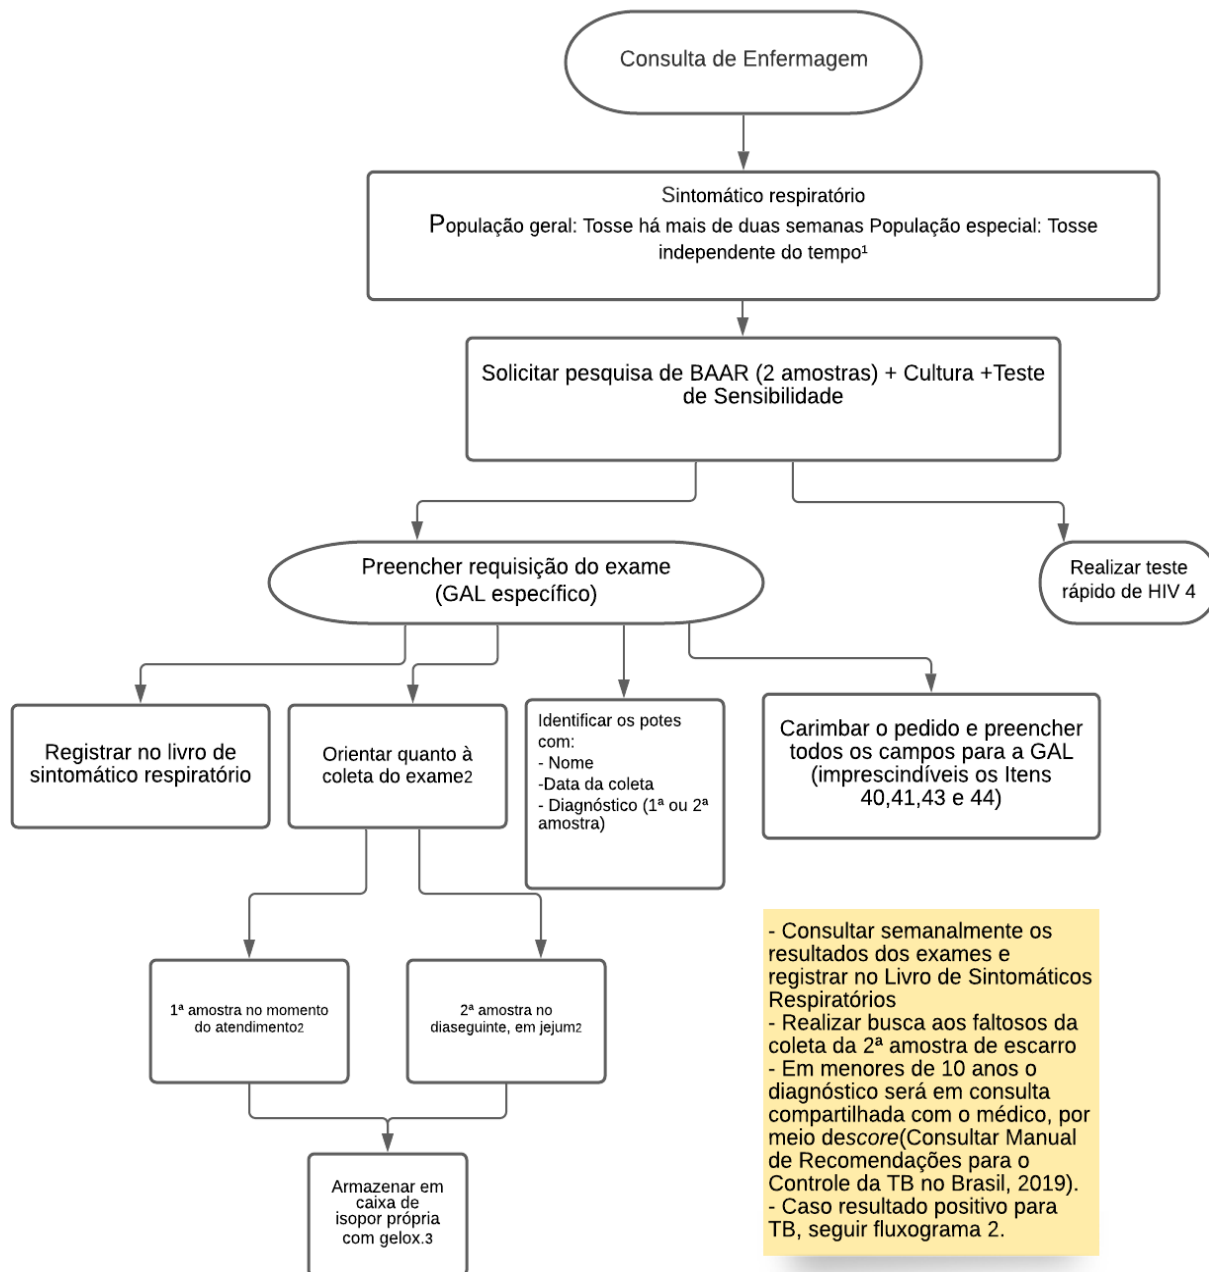 Consulta de Enfermagem
Sintomático respiratório
População geral: Tosse há mais de duas semanas População especial: Tosse
independente do tempo¹
Solicitar pesquisa de BAAR (2 amostras) + Cultura +Teste
de Sensibilidade
Preencher requisição do exame
(GAL específico)
Realizar teste
rápido de HIV 4
Registrar no livro de
sintomático respiratório
Orientar quanto à
coleta do exame2
Identificar os potes
com:
- Nome
-Data da coleta
- Diagnóstico (1ª ou 2ª
amostra)
Carimbar o pedido e preencher
todos os campos para a GAL
(imprescindíveis os Itens
40,41,43 e 44)
1ª amostra no momento
do atendimento2
2ª amostra no
diaseguinte, em jejum2
Armazenar em
caixa de
isopor própria
com gelox.3
- Consultar semanalmente os
resultados dos exames e
registrar no Livro de Sintomáticos
Respiratórios
- Realizar busca aos faltosos da
coleta da 2ª amostra de escarro
- Em menores de 10 anos o
diagnóstico será em consulta
compartilhada com o médico, por
meio descore(Consultar Manual
de Recomendações para o
Controle da TB no Brasil, 2019).
- Caso resultado positivo para
TB, seguir fluxograma 2.